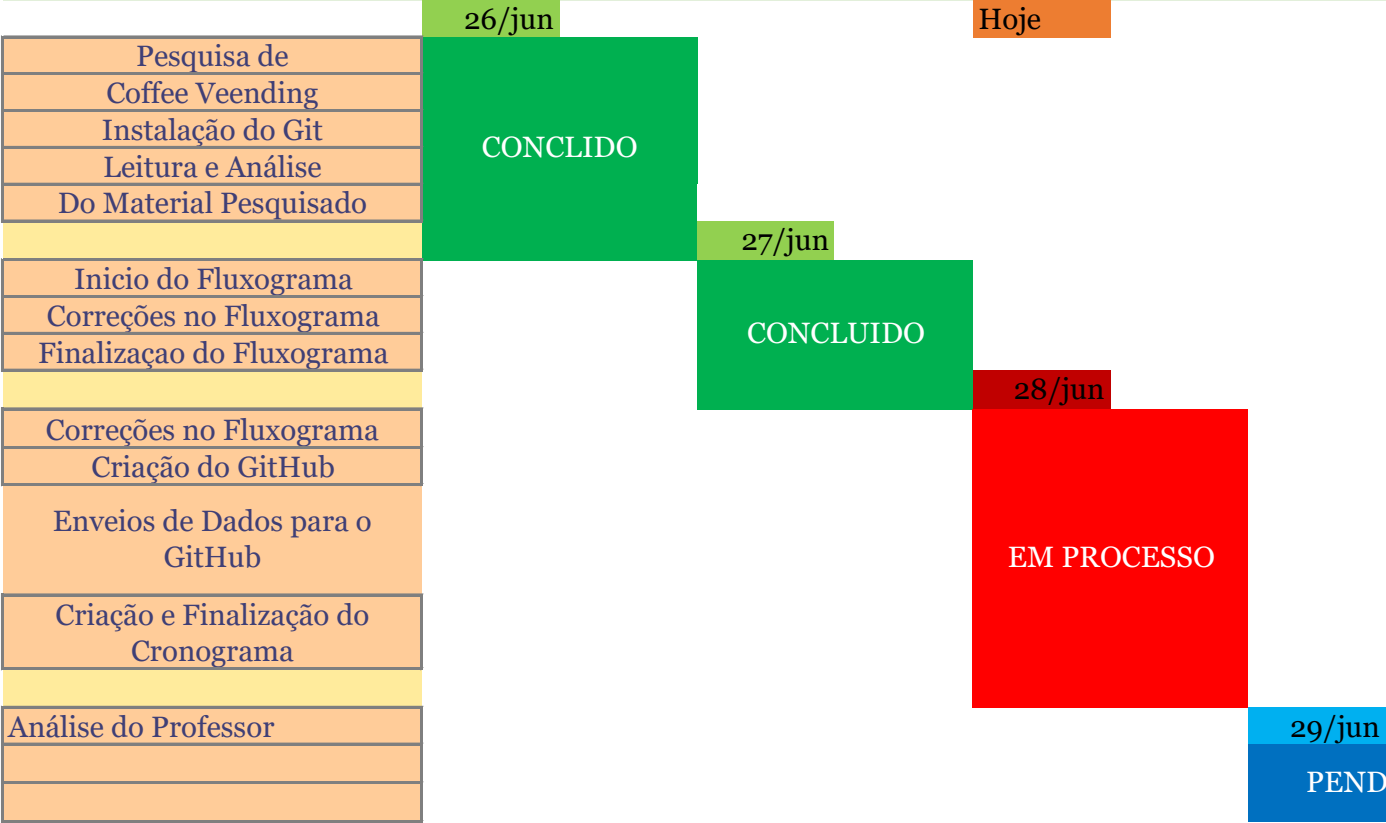 26/jun
Hoje
Pesquisa de
Coffee Veending
Instalação do Git
Leitura e Análise
Do Material Pesquisado
CONCLIDO
27/jun
Inicio do Fluxograma
Correções no Fluxograma
Finalizaçao do Fluxograma
CONCLUIDO
28/jun
Correções no Fluxograma
Criação do GitHub
Enveios de Dados para o
GitHub
EM PROCESSO
Criação e Finalização do
Cronograma
Análise do Professor
29/jun
PEND